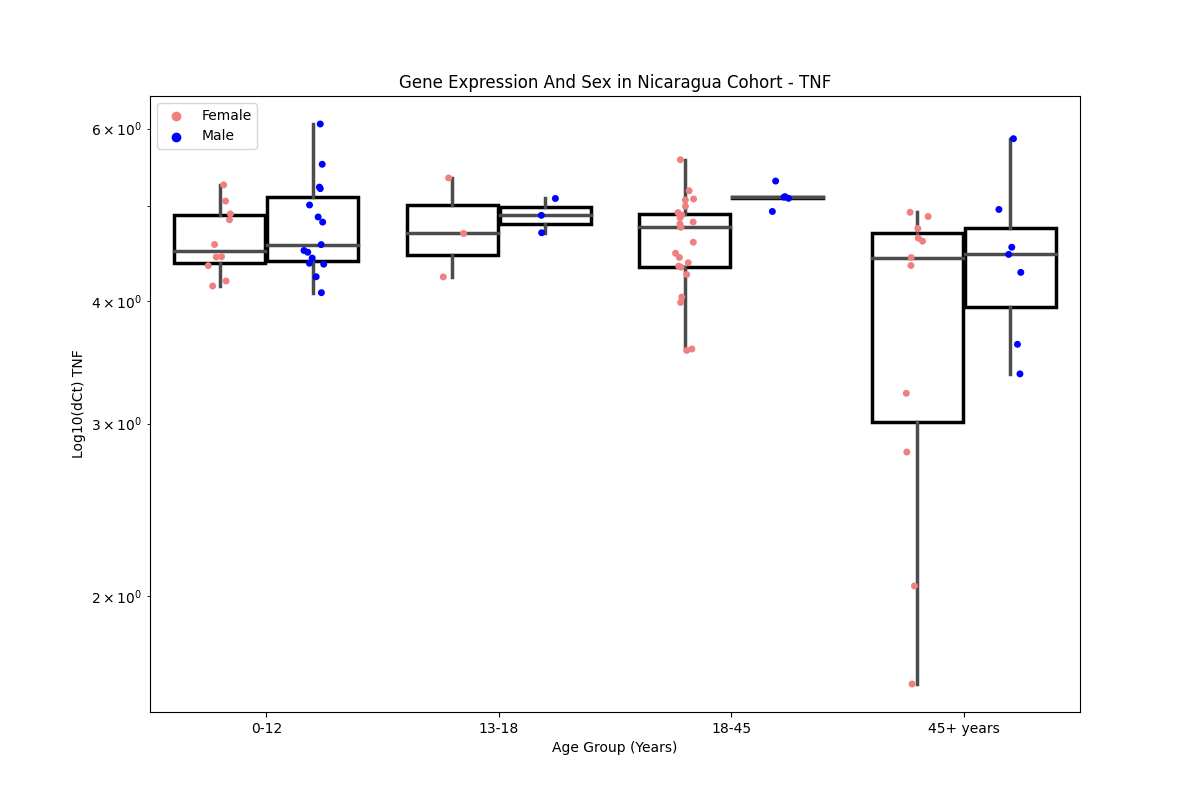 Gene Expression And Sex in Nicaragua Cohort - TNF
Female
Male
6 × 10⁰
4 × 10⁰
3 × 10⁰
2 × 10⁰
Log10(dCt) TNF
0-12
13-18
18-45
45+ years
Age Group (Years)